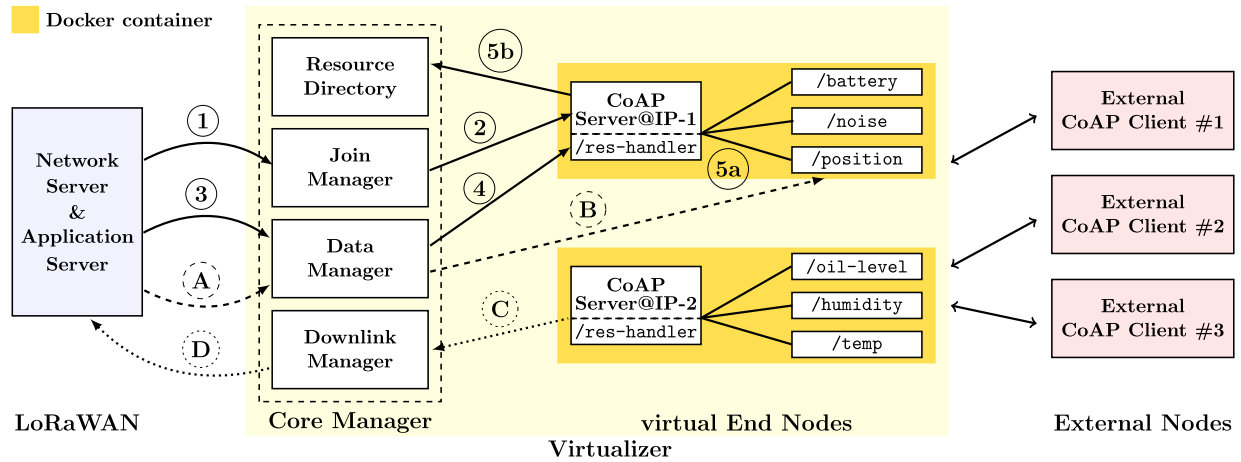 Docker container
Network
Server
&
Application
Server
LoRaWAN
1
3
A
D
Resource
Directory
Join
Manager
Data
Manager
Downlink
Manager
Core Manager
5b
2
4
B
C
CoAP
Server@IP-1
/res-handler
/battery
/noise
/position
5a
CoAP
Server@IP-2
/res-handler
/oil-level
/humidity
/temp
virtual End Nodes
Virtualizer
External
CoAP Client #1
External
CoAP Client #2
External
CoAP Client #3
External Nodes